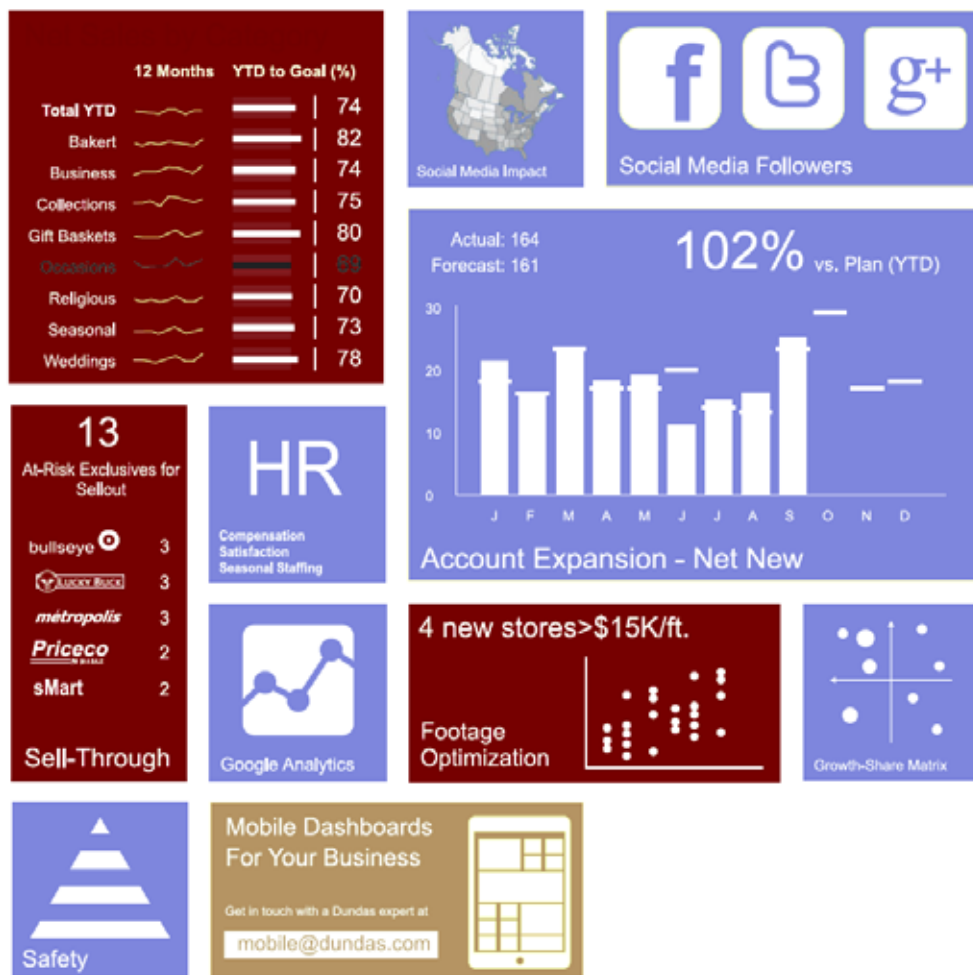 12 Months YTD to Goal (%)
Total YTD 74
Bakert 82
Business 74
Collections 75
Gift Baskets 80
Occasions 69
Religious 70
Seasonal 73
Weddings 78
Social Media Impact
f t g+
Social Media Followers
Actual: 164
Forecast: 161
102% vs. Plan (YTD)
30
20
10
0
J F M A M J J A S O N D
Account Expansion - Net New
13
At-Risk Exclusives for
Sellout
bullseye 3
LUCKY BUCK 3
métropolis 3
Priceco 2
sMart 2
Sell-Through
HR
Compensation
Satisfaction
Seasonal Staffing
Google Analytics
4 new stores>$15K/ft.
Footage
Optimization
Growth-Share Matrix
Safety
Mobile Dashboards
For Your Business
Get in touch with a Dundas expert at
mobile@dundas.com